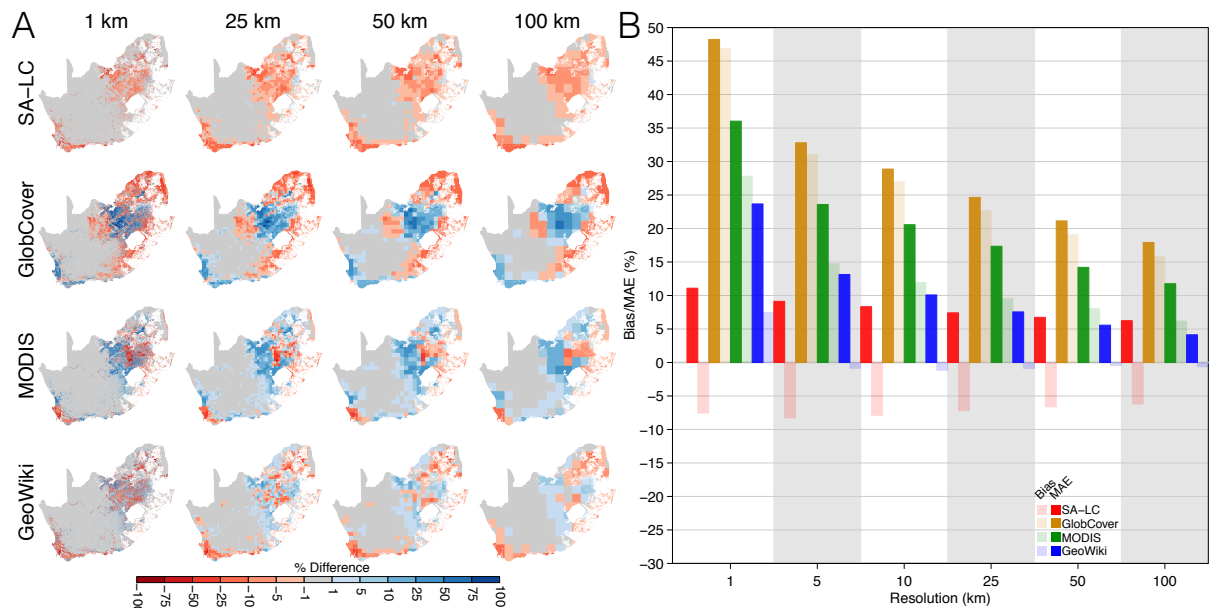 A
1 km 25 km 50 km 100 km
SA−LC
GlobCover
MODIS
GeoWiki
% Difference
−100 −75 −50 −25 −10 −5 −1 1 5 10 25 50 75 100
B
Bias/MAE (%)
50
45
40
35
30
25
20
15
10
5
0
−5
−10
−15
−20
−25
−30
Bias MAE
SA−LC
GlobCover
MODIS
GeoWiki
1 5 10 25 50 100
Resolution (km)